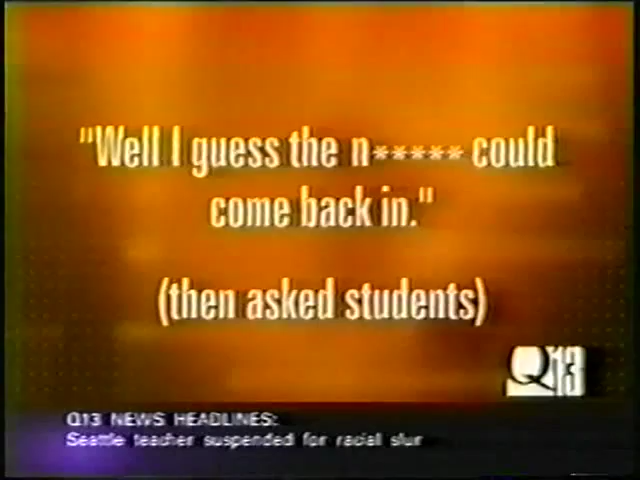 "Well I guess the n***** could
come back in."
(then asked students)
Q13
Q13 NEWS HEADLINES:
Seattle teacher suspended for racial slur